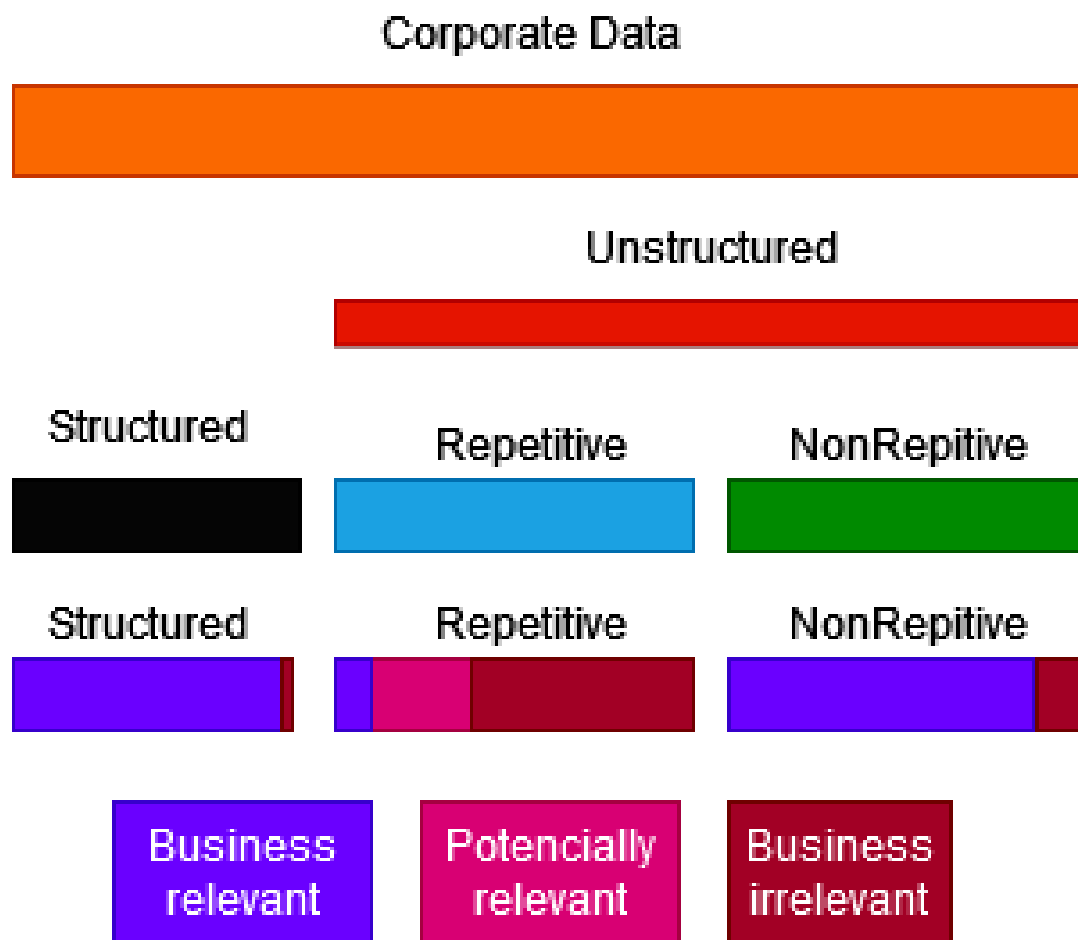 Corporate Data
Unstructured
Structured
Repetitive
NonRepitive
Structured
Repetitive
NonRepitive
Business
relevant
Potencially
relevant
Business
irrelevant